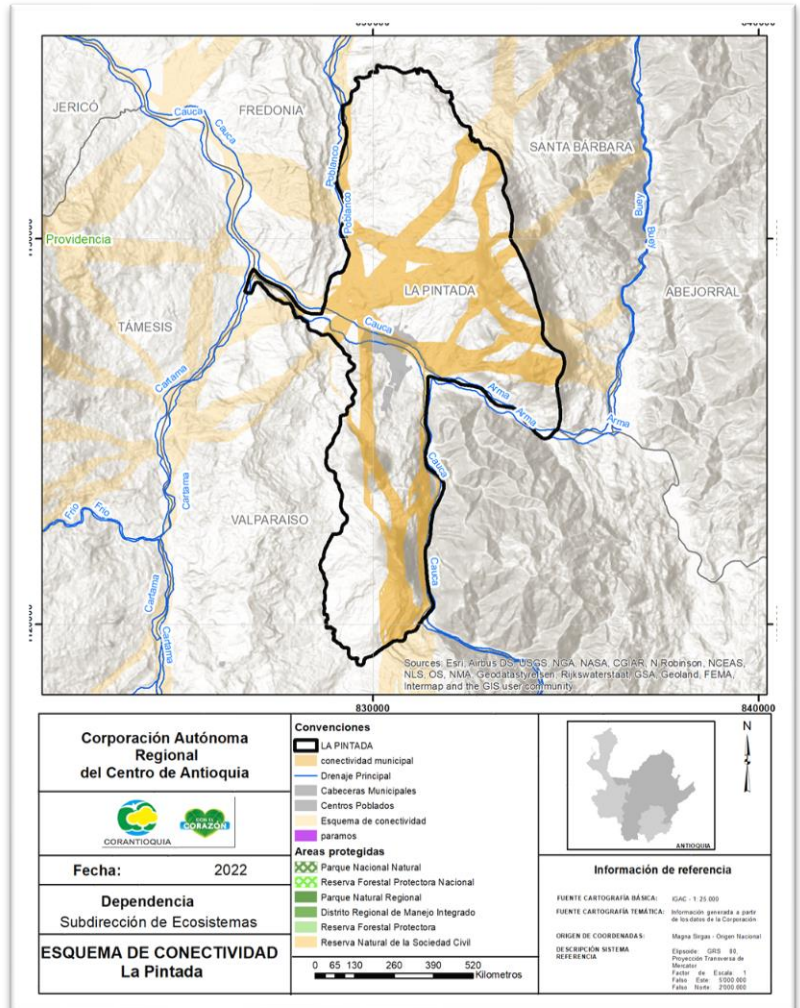 830000
840000
JERICÓ
Cauca
Cauca
FREDONIA
Poblanco
Poblanco
SANTA BÁRBARA
Buey
Buey
Providencia
LA PINTADA
ABEJORRAL
TÁMESIS
Cauca
Cartama
Arma
Arma
Arma
Cauca
Cartama
Frio
Frio
VALPARAISO
Cauca
Cartama
Cartama
Sources: Esri, Airbus DS, USGS, NGA, NASA, CGIAR, N Robinson, NCEAS,
NLS, OS, NMA, Geodatastyrelsen, Rijkswaterstaat, GSA, Geoland, FEMA,
Intermap and the GIS user community
830000
840000
Corporación Autónoma
Regional
del Centro de Antioquia
CORANTIOQUIA
CORAZÓN
Fecha: 2022
Dependencia
Subdirección de Ecosistemas
ESQUEMA DE CONECTIVIDAD
La Pintada
Convenciones
LA PINTADA
conectividad municipal
Drenaje Principal
Cabeceras Municipales
Centros Poblados
Esquema de conectividad
paramos
Areas protegidas
Parque Nacional Natural
Reserva Forestal Protectora Nacional
Parque Natural Regional
Distrito Regional de Manejo Integrado
Reserva Forestal Protectora
Reserva Natural de la Sociedad Civil
0 65 130 260 390 520
Kilometros
N
ANTIOQUIA
Información de referencia
FUENTE CARTOGRAFÍA BÁSICA: IGAC - 1:25.000
FUENTE CARTOGRAFÍA TEMÁTICA: Información generada a partir
de los datos de la Corporación
ORIGEN DE COORDENADAS: Magna Sirgas - Origen Nacional
DESCRIPCIÓN SISTEMA
REFERENCIA
Elipsoide: GRS 80,
Proyección Transversa de
Mercator
Factor de Escala: 1
Falso Este: 5'000.000
Falso Norte: 2'000.000